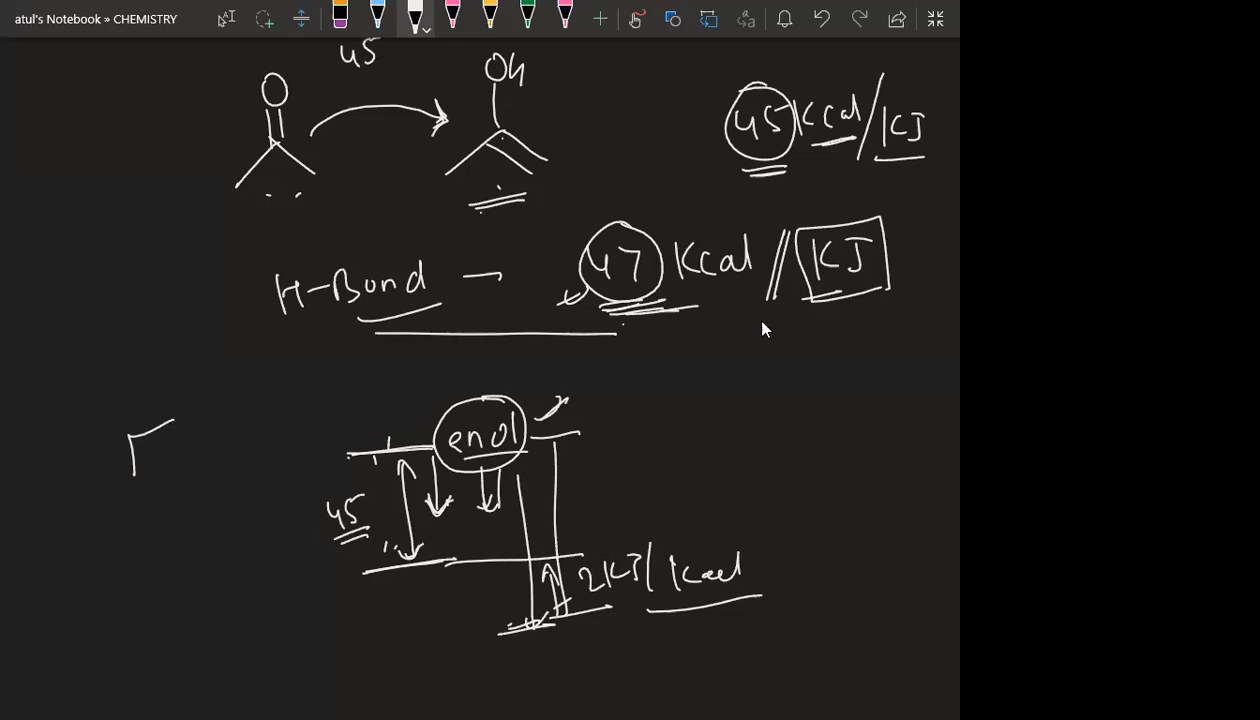 atul's Notebook » CHEMISTRY
45
O
OH
45 Kcal/KJ
H-Bond – 47 Kcal // KJ
enol
45
2KJ/Kcal